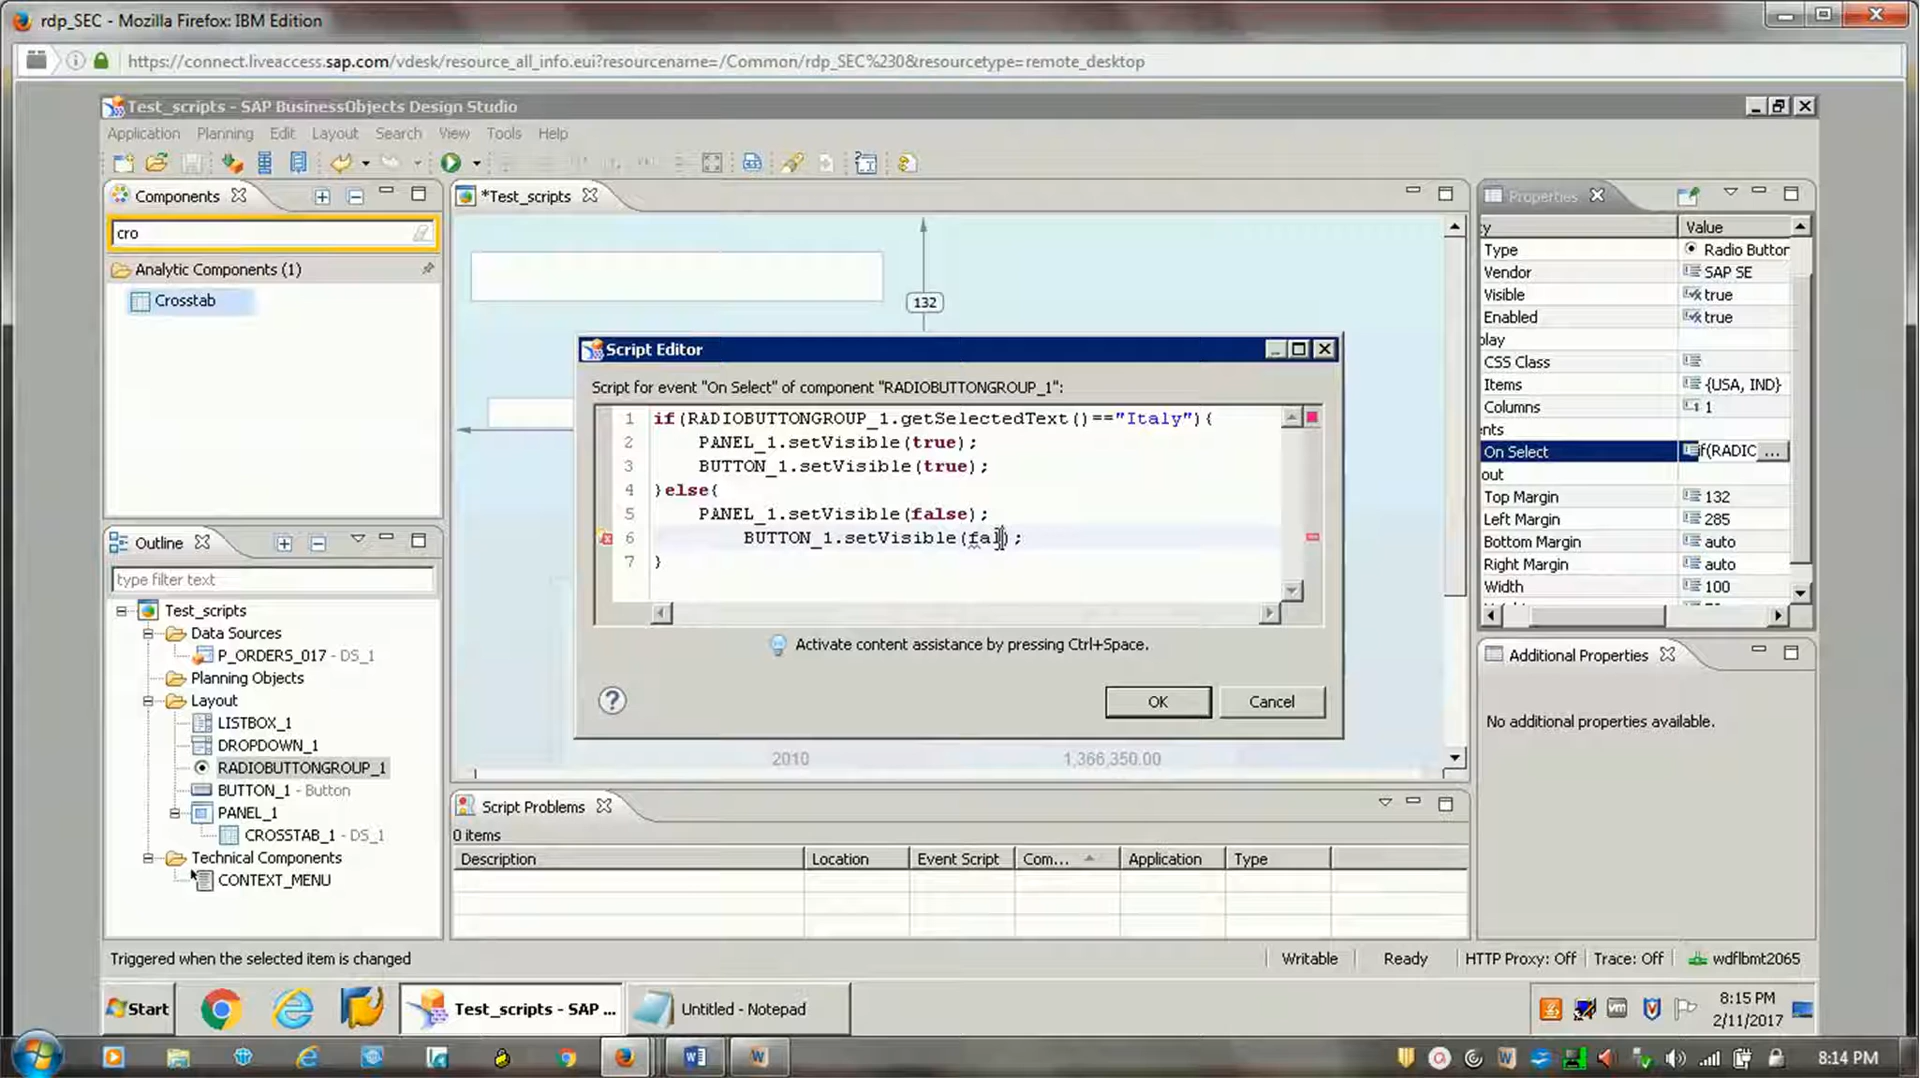 rdp_SEC - Mozilla Firefox: IBM Edition
https://connect.liveaccess.sap.com/vdesk/resource_all_info.eui?resourcename=/Common/rdp_SEC%230&resourcetype=remote_desktop
Test_scripts - SAP BusinessObjects Design Studio
Application Planning Edit Layout Search View Tools Help
Components
cro
Analytic Components (1)
Crosstab
Outline
type filter text
Test_scripts
Data Sources
P_ORDERS_017 - DS_1
Planning Objects
Layout
LISTBOX_1
DROPDOWN_1
RADIOBUTTONGROUP_1
BUTTON_1 - Button
PANEL_1
CROSSTAB_1 - DS_1
Technical Components
CONTEXT_MENU
*Test_scripts
132
Script Editor
Script for event "On Select" of component "RADIOBUTTONGROUP_1":
1 if(RADIOBUTTONGROUP_1.getSelectedText()=="Italy"){
2 PANEL_1.setVisible(true);
3 BUTTON_1.setVisible(true);
4 }else{
5 PANEL_1.setVisible(false);
6 BUTTON_1.setVisible(fal);
7 }
Activate content assistance by pressing Ctrl+Space.
?
OK Cancel
2010 1,366,350.00
Script Problems
0 items
Description Location Event Script Com... Application Type
Properties
y Value
Type Radio Button
Vendor SAP SE
Visible true
Enabled true
play
CSS Class
Items {USA, IND}
Columns 1
nts
On Select if(RADIC ...
out
Top Margin 132
Left Margin 285
Bottom Margin auto
Right Margin auto
Width 100
Additional Properties
No additional properties available.
Triggered when the selected item is changed
Writable Ready HTTP Proxy: Off Trace: Off wdflbmt2065
Start
Test_scripts - SAP ...
Untitled - Notepad
8:15 PM
2/11/2017
8:14 PM